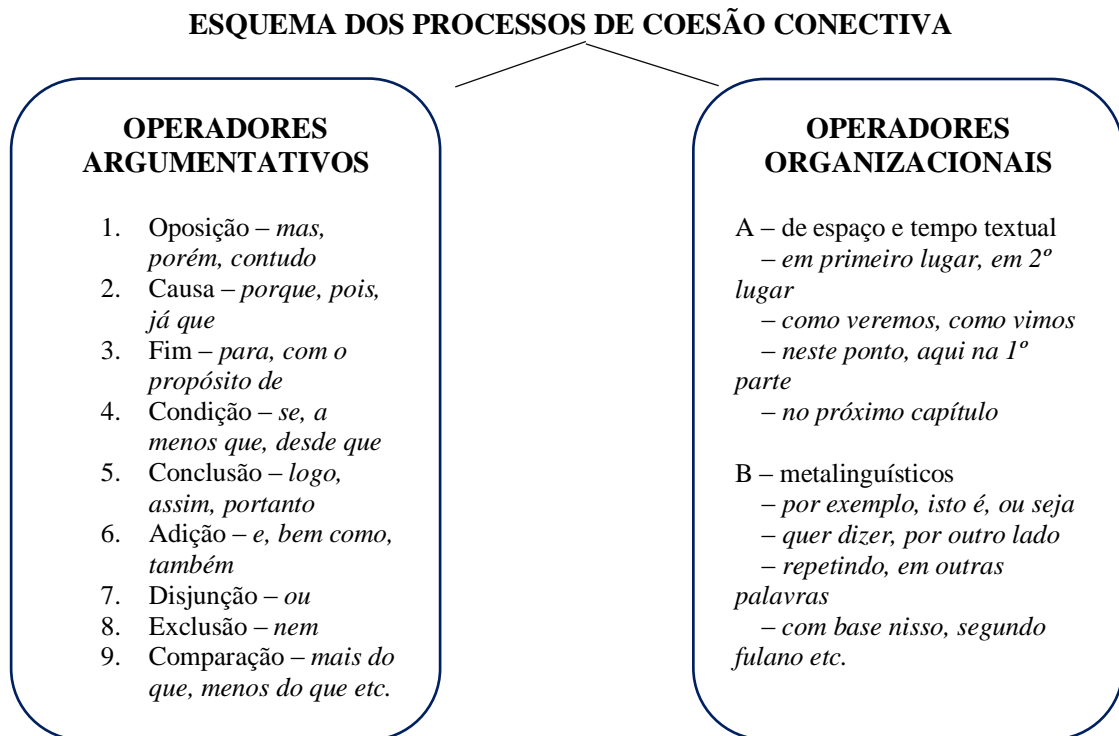 ESQUEMA DOS PROCESSOS DE COESÃO CONECTIVA
OPERADORES
ARGUMENTATIVOS
1. Oposição – mas,
porém, contudo
2. Causa – porque, pois,
já que
3. Fim – para, com o
propósito de
4. Condição – se, a
menos que, desde que
5. Conclusão – logo,
assim, portanto
6. Adição – e, bem como,
também
7. Disjunção – ou
8. Exclusão – nem
9. Comparação – mais do
que, menos do que etc.
OPERADORES
ORGANIZACIONAIS
A – de espaço e tempo textual
– em primeiro lugar, em 2º
lugar
– como veremos, como vimos
– neste ponto, aqui na 1º
parte
– no próximo capítulo
B – metalinguísticos
– por exemplo, isto é, ou seja
– quer dizer, por outro lado
– repetindo, em outras
palavras
– com base nisso, segundo
fulano etc.